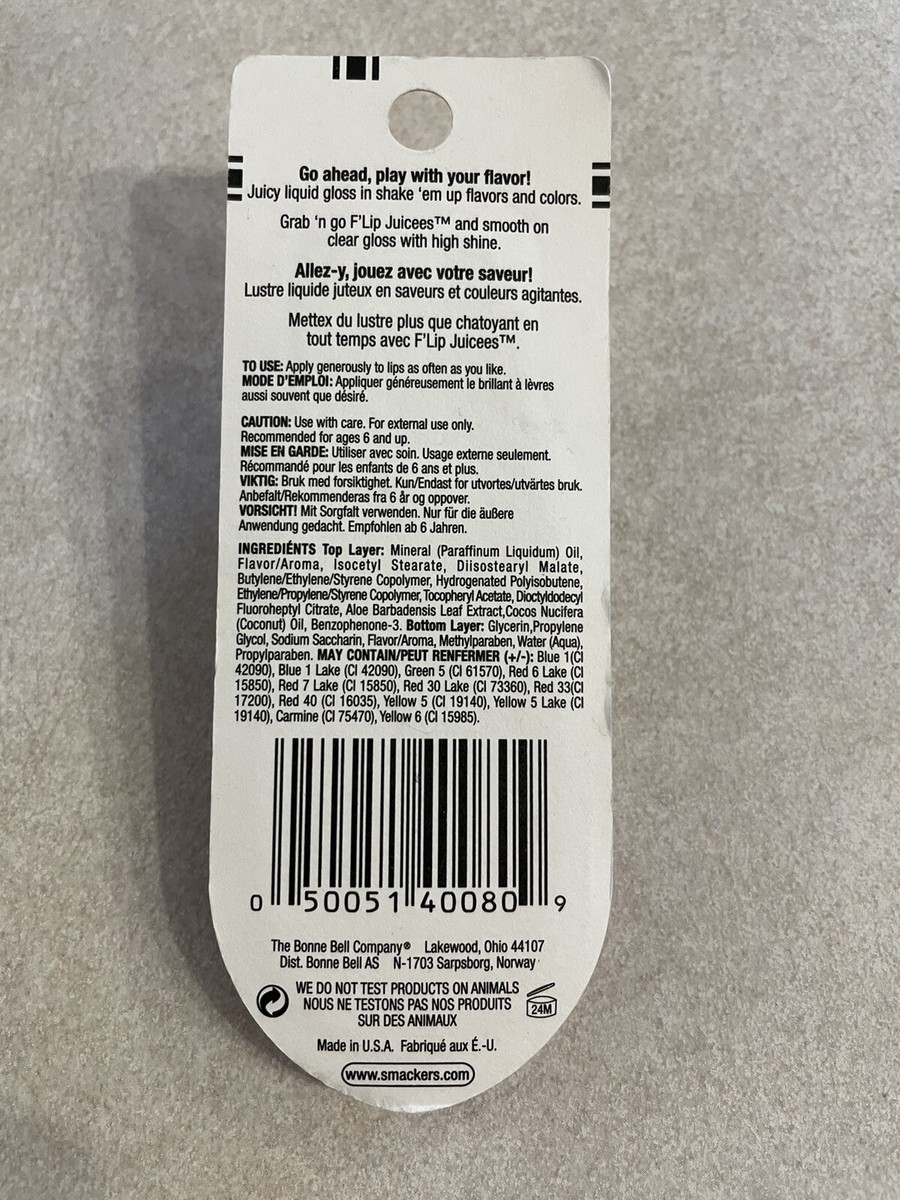 Go ahead, play with your flavor!
Juicy liquid gloss in shake 'em up flavors and colors.
Grab 'n go F'Lip Juicees™ and smooth on
clear gloss with high shine.
Allez-y, jouez avec votre saveur!
Lustre liquide juteux en saveurs et couleurs agitantes.
Mettex du lustre plus que chatoyant en
tout temps avec F'Lip Juicees™.
TO USE: Apply generously to lips as often as you like.
MODE D'EMPLOI: Appliquer généreusement le brillant à lèvres
aussi souvent que désiré.
CAUTION: Use with care. For external use only.
Recommended for ages 6 and up.
MISE EN GARDE: Utiliser avec soin. Usage externe seulement.
Récommandé pour les enfants de 6 ans et plus.
VIKTIG: Bruk med forsiktighet. Kun/Endast for utvortes/utvärtes bruk.
Anbefalt/Rekommenderas fra 6 år og oppover.
VORSICHT! Mit Sorgfalt verwenden. Nur für die äußere
Anwendung gedacht. Empfohlen ab 6 Jahren.
INGREDIÉNTS Top Layer: Mineral (Paraffinum Liquidum) Oil,
Flavor/Aroma, Isocetyl Stearate, Diisostearyl Malate,
Butylene/Ethylene/Styrene Copolymer, Hydrogenated Polyisobutene,
Ethylene/Propylene/Styrene Copolymer, Tocopheryl Acetate, Dioctyldodecyl
Fluoroheptyl Citrate, Aloe Barbadensis Leaf Extract,Cocos Nucifera
(Coconut) Oil, Benzophenone-3. Bottom Layer: Glycerin,Propylene
Glycol, Sodium Saccharin, Flavor/Aroma, Methylparaben, Water (Aqua),
Propylparaben. MAY CONTAIN/PEUT RENFERMER (+/-): Blue 1(CI
42090), Blue 1 Lake (CI 42090), Green 5 (CI 61570), Red 6 Lake (CI
15850), Red 7 Lake (CI 15850), Red 30 Lake (CI 73360), Red 33(CI
17200), Red 40 (CI 16035), Yellow 5 (CI 19140), Yellow 5 Lake (CI
19140), Carmine (CI 75470), Yellow 6 (CI 15985).
0 50051 40080 9
The Bonne Bell Company® Lakewood, Ohio 44107
Dist. Bonne Bell AS N-1703 Sarpsborg, Norway
WE DO NOT TEST PRODUCTS ON ANIMALS
NOUS NE TESTONS PAS NOS PRODUITS
SUR DES ANIMAUX
24M
Made in U.S.A. Fabriqué aux É.-U.
www.smackers.com